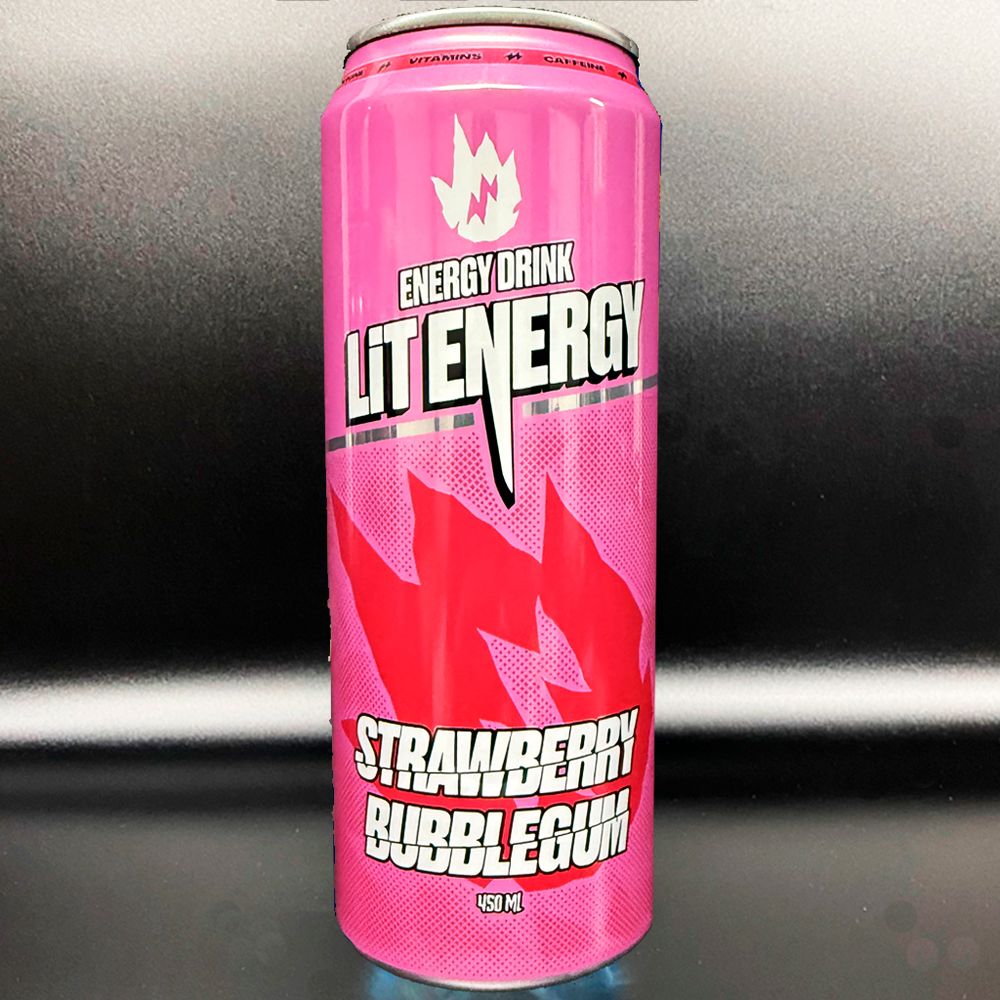 VITAMINS CAFFEINE
ENERGY DRINK
LiT ENERGY
STRAWBERRY
BUBBLEGUM
450 ML